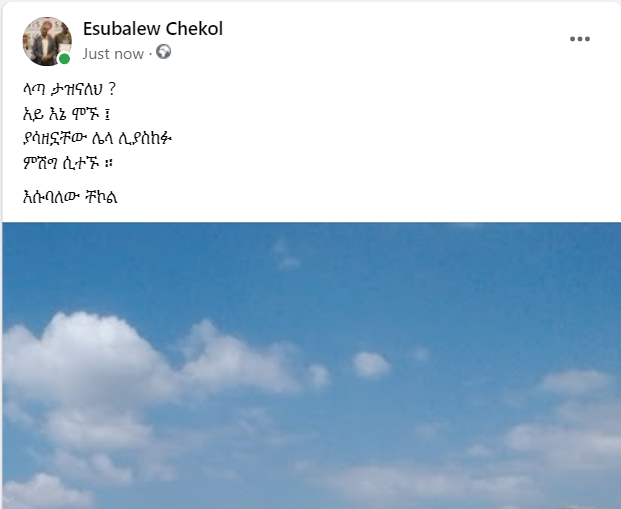 Esubalew Chekol
Just now ·
ላጣ ታዝናለህ ?
አይ እኔ ሞኙ ፤
ያሳዘኗቸው ሌላ ሊያስከፉ
ምሽግ ሲተኙ ።
እሱባለው ቸኮል